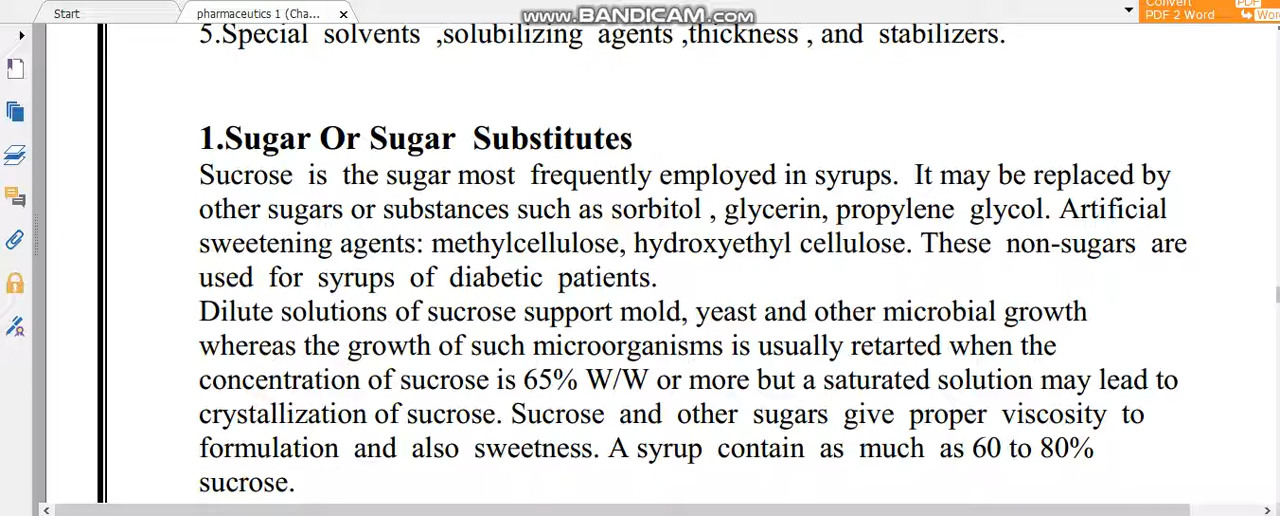 Start
pharmaceutics 1 (Cha...
www.BANDICAM.com
Convert
PDF 2 Word
PDF
Wor
5.Special solvents ,solubilizing agents ,thickness , and stabilizers.
1.Sugar Or Sugar Substitutes
Sucrose is the sugar most frequently employed in syrups. It may be replaced by
other sugars or substances such as sorbitol , glycerin, propylene glycol. Artificial
sweetening agents: methylcellulose, hydroxyethyl cellulose. These non-sugars are
used for syrups of diabetic patients.
Dilute solutions of sucrose support mold, yeast and other microbial growth
whereas the growth of such microorganisms is usually retarted when the
concentration of sucrose is 65% W/W or more but a saturated solution may lead to
crystallization of sucrose. Sucrose and other sugars give proper viscosity to
formulation and also sweetness. A syrup contain as much as 60 to 80%
sucrose.